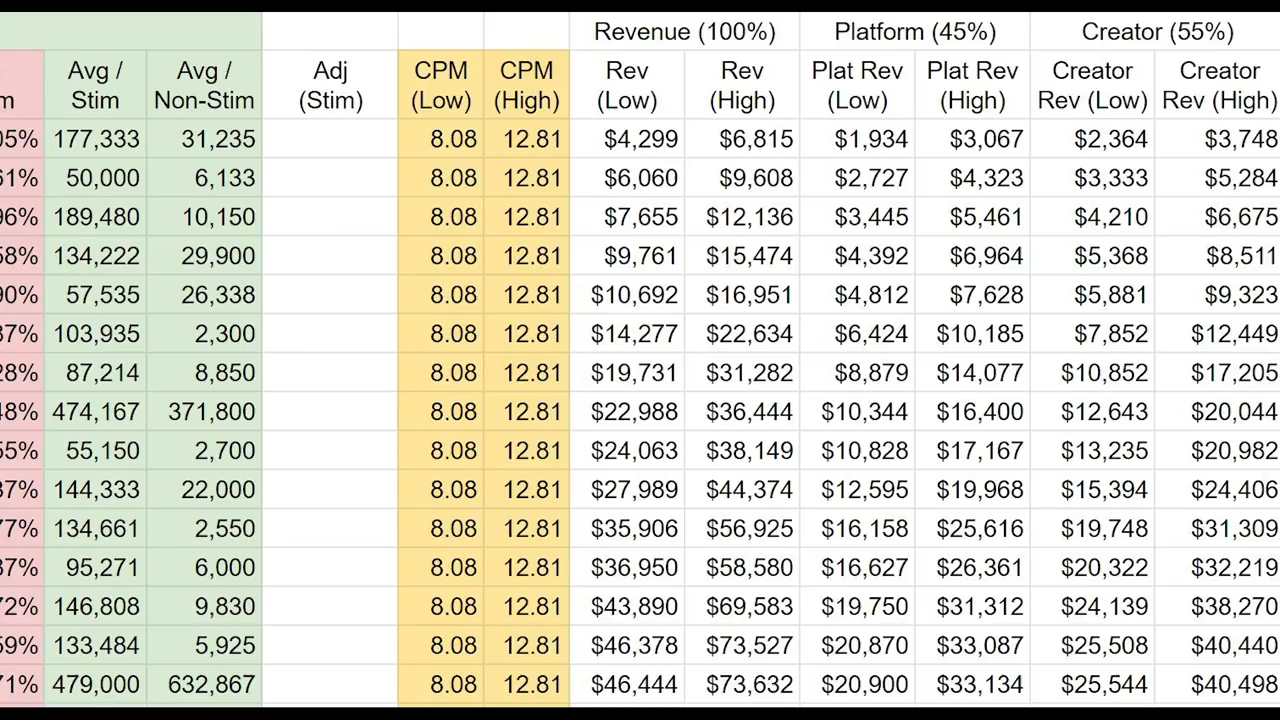 Revenue (100%) Platform (45%) Creator (55%)
Avg / Avg / Adj CPM CPM Rev Rev Plat Rev Plat Rev Creator Creator
Stim Non-Stim (Stim) (Low) (High) (Low) (High) (Low) (High) Rev (Low) Rev (High)
177,333 31,235 8.08 12.81 $4,299 $6,815 $1,934 $3,067 $2,364 $3,748
50,000 6,133 8.08 12.81 $6,060 $9,608 $2,727 $4,323 $3,333 $5,284
189,480 10,150 8.08 12.81 $7,655 $12,136 $3,445 $5,461 $4,210 $6,675
134,222 29,900 8.08 12.81 $9,761 $15,474 $4,392 $6,964 $5,368 $8,511
57,535 26,338 8.08 12.81 $10,692 $16,951 $4,812 $7,628 $5,881 $9,323
103,935 2,300 8.08 12.81 $14,277 $22,634 $6,424 $10,185 $7,852 $12,449
87,214 8,850 8.08 12.81 $19,731 $31,282 $8,879 $14,077 $10,852 $17,205
474,167 371,800 8.08 12.81 $22,988 $36,444 $10,344 $16,400 $12,643 $20,044
55,150 2,700 8.08 12.81 $24,063 $38,149 $10,828 $17,167 $13,235 $20,982
144,333 22,000 8.08 12.81 $27,989 $44,374 $12,595 $19,968 $15,394 $24,406
134,661 2,550 8.08 12.81 $35,906 $56,925 $16,158 $25,616 $19,748 $31,309
95,271 6,000 8.08 12.81 $36,950 $58,580 $16,627 $26,361 $20,322 $32,219
146,808 9,830 8.08 12.81 $43,890 $69,583 $19,750 $31,312 $24,139 $38,270
133,484 5,925 8.08 12.81 $46,378 $73,527 $20,870 $33,087 $25,508 $40,440
479,000 632,867 8.08 12.81 $46,444 $73,632 $20,900 $33,134 $25,544 $40,498